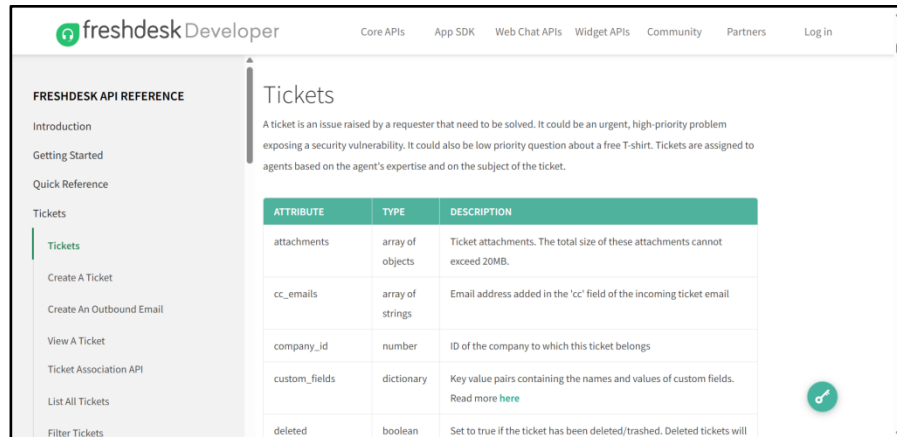 freshdesk Developer
Core APIs App SDK Web Chat APIs Widget APIs Community Partners Log in
FRESHDESK API REFERENCE
Introduction
Getting Started
Quick Reference
Tickets
Tickets
Create A Ticket
Create An Outbound Email
View A Ticket
Ticket Association API
List All Tickets
Filter Tickets
Tickets
A ticket is an issue raised by a requester that need to be solved. It could be an urgent, high-priority problem
exposing a security vulnerability. It could also be low priority question about a free T-shirt. Tickets are assigned to
agents based on the agent's expertise and on the subject of the ticket.
ATTRIBUTE TYPE DESCRIPTION
attachments array of Ticket attachments. The total size of these attachments cannot
objects exceed 20MB.
cc_emails array of Email address added in the 'cc' field of the incoming ticket email
strings
company_id number ID of the company to which this ticket belongs
custom_fields dictionary Key value pairs containing the names and values of custom fields.
Read more here
deleted boolean Set to true if the ticket has been deleted/trashed. Deleted tickets will